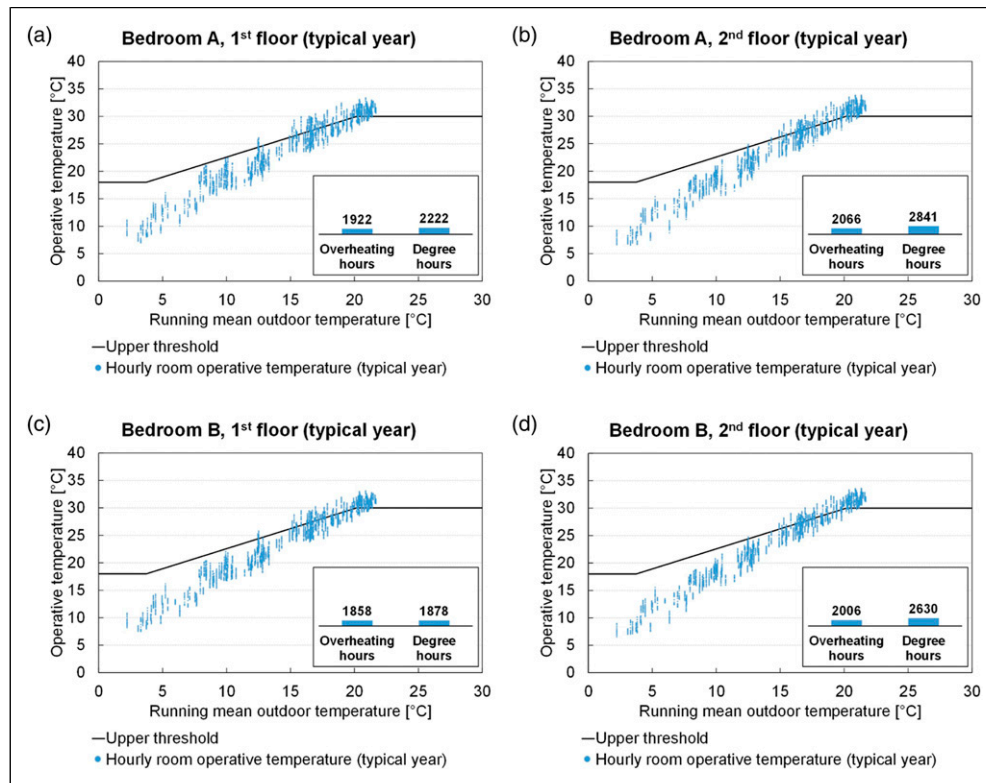 (a)
Bedroom A, 1st floor (typical year)
Operative temperature [°C]
40
35
30
25
20
15
10
5
0
1922
2222
Overheating
hours
Degree
hours
0 5 10 15 20 25 30
Running mean outdoor temperature [°C]
Upper threshold
Hourly room operative temperature (typical year)
(b)
Bedroom A, 2nd floor (typical year)
Operative temperature [°C]
40
35
30
25
20
15
10
5
0
2066
2841
Overheating
hours
Degree
hours
0 5 10 15 20 25 30
Running mean outdoor temperature [°C]
Upper threshold
Hourly room operative temperature (typical year)
(c)
Bedroom B, 1st floor (typical year)
Operative temperature [°C]
40
35
30
25
20
15
10
5
0
1858
1878
Overheating
hours
Degree
hours
0 5 10 15 20 25 30
Running mean outdoor temperature [°C]
Upper threshold
Hourly room operative temperature (typical year)
(d)
Bedroom B, 2nd floor (typical year)
Operative temperature [°C]
40
35
30
25
20
15
10
5
0
2006
2630
Overheating
hours
Degree
hours
0 5 10 15 20 25 30
Running mean outdoor temperature [°C]
Upper threshold
Hourly room operative temperature (typical year)